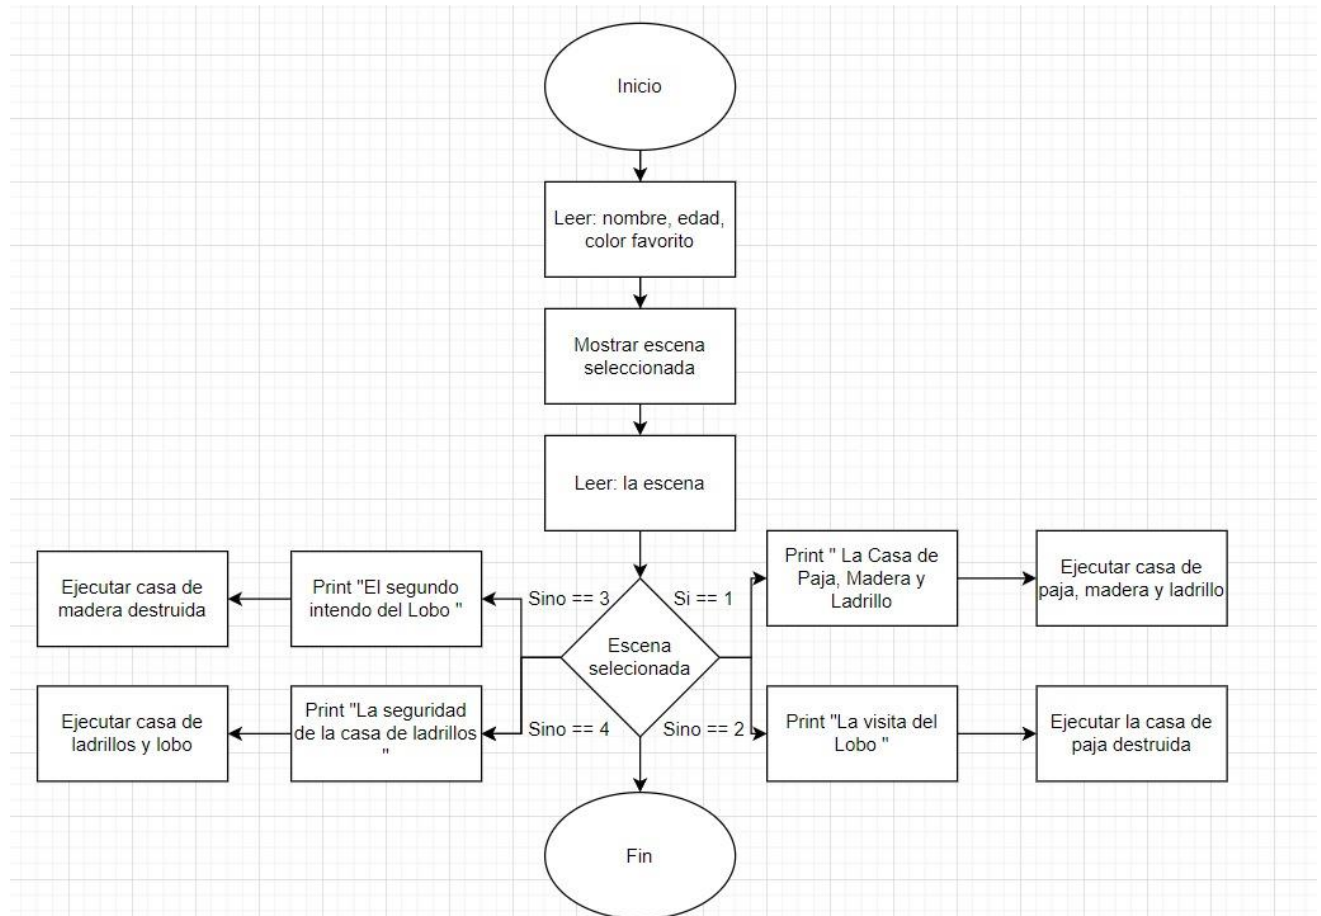 Inicio
Leer: nombre, edad,
color favorito
Mostrar escena
seleccionada
Leer: la escena
Escena
selecionada
Si == 1
Print " La Casa de
Paja, Madera y
Ladrillo
Ejecutar casa de
paja, madera y ladrillo
Sino == 2
Print "La visita del
Lobo "
Ejecutar la casa de
paja destruida
Sino == 3
Print "El segundo
intendo del Lobo "
Ejecutar casa de
madera destruida
Sino == 4
Print "La seguridad
de la casa de ladrillos
"
Ejecutar casa de
ladrillos y lobo
Fin